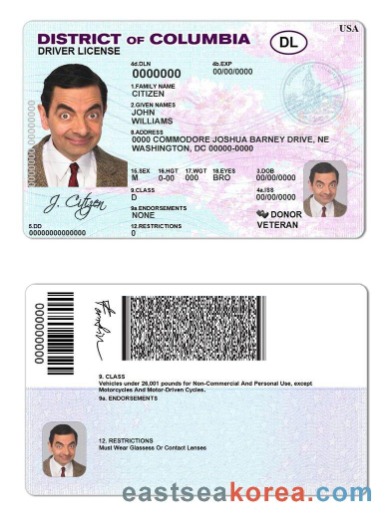 USA
DISTRICT OF COLUMBIA
DL
DRIVER LICENSE
4d.DLN
4b.EXP
0000000
00/00/0000
1.FAMILY NAME
CITIZEN
2.GIVEN NAMES
JOHN
WILLIAMS
8.ADDRESS
0000 COMMODORE JOSHUA BARNEY DRIVE, NE
WASHINGTON, DC 00000-0000
15.SEX 16.HGT 17.WGT 18.EYES 3.DOB
M 0-00 000 BRO 00/00/0000
9.CLASS 4a.ISS
D 00/00/0000
9a.ENDORSEMENTS
NONE
DONOR
VETERAN
J. Citizen
5.DD
00000000000000
12.RESTRICTIONS
0
0000000000
9. CLASS
Vehicles under 26,001 pounds for Non-Commercial And Personal Use, except
Motorcycles And Motor-Driven Cycles.
9a. ENDORSEMENTS
12. RESTRICTIONS
Must Wear Glassess Or Contact Lenses
eastseakorea.com